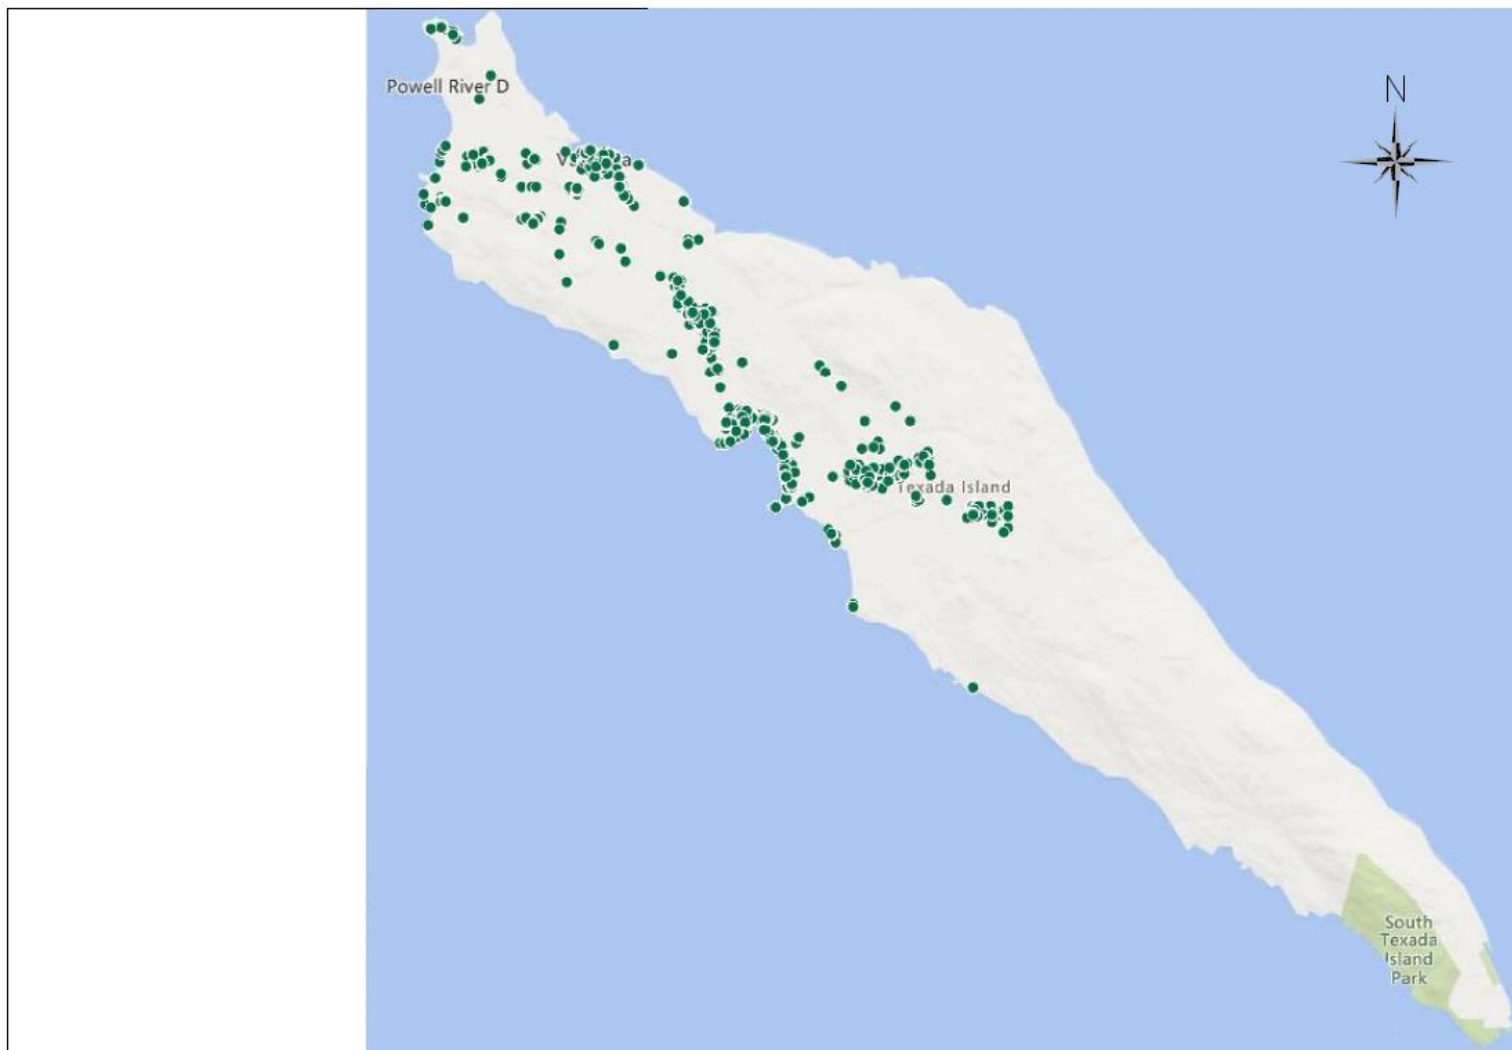 N
Powell River D
Texada Island
South
Texada
Island
Park